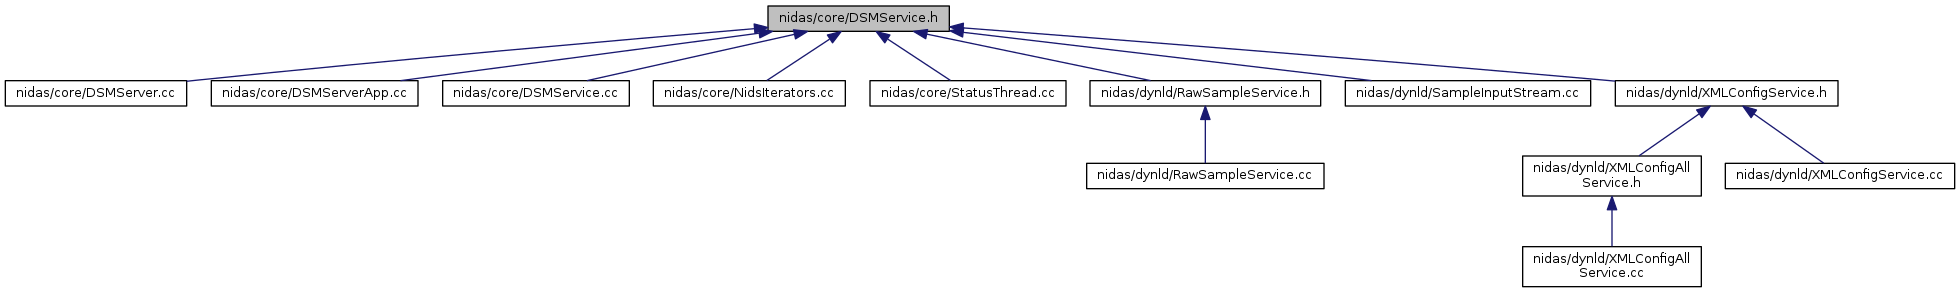 nidas/core/DSMService.h
nidas/core/DSMServer.cc
nidas/core/DSMServerApp.cc
nidas/core/DSMService.cc
nidas/core/NidsIterators.cc
nidas/core/StatusThread.cc
nidas/dynld/RawSampleService.h
nidas/dynld/SampleInputStream.cc
nidas/dynld/XMLConfigService.h
nidas/dynld/RawSampleService.cc
nidas/dynld/XMLConfigAll
Service.h
nidas/dynld/XMLConfigService.cc
nidas/dynld/XMLConfigAll
Service.cc